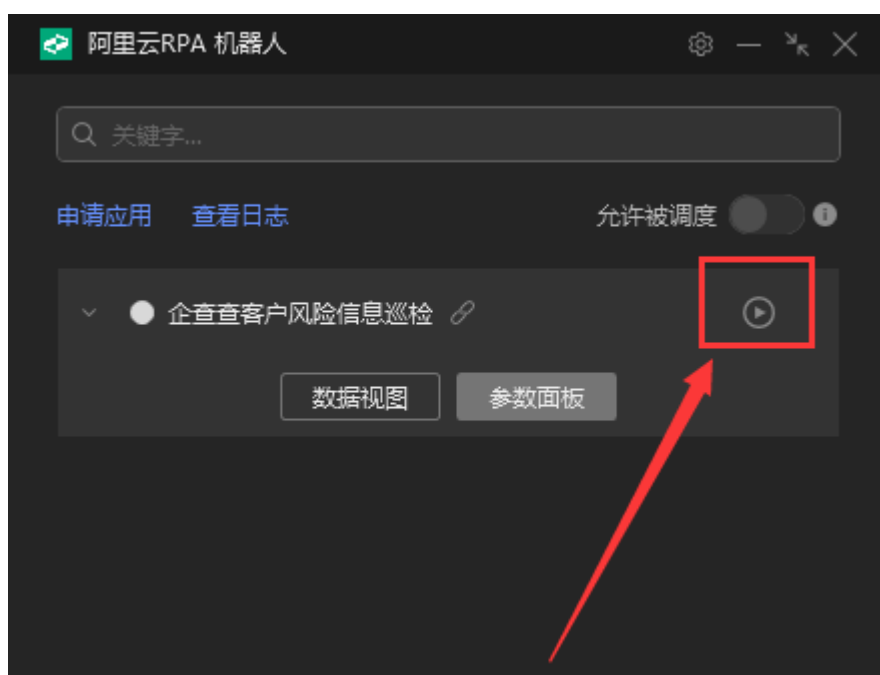 阿里云RPA 机器人
关键字...
申请应用 查看日志 允许被调度
企查查客户风险信息巡检
数据视图 参数面板